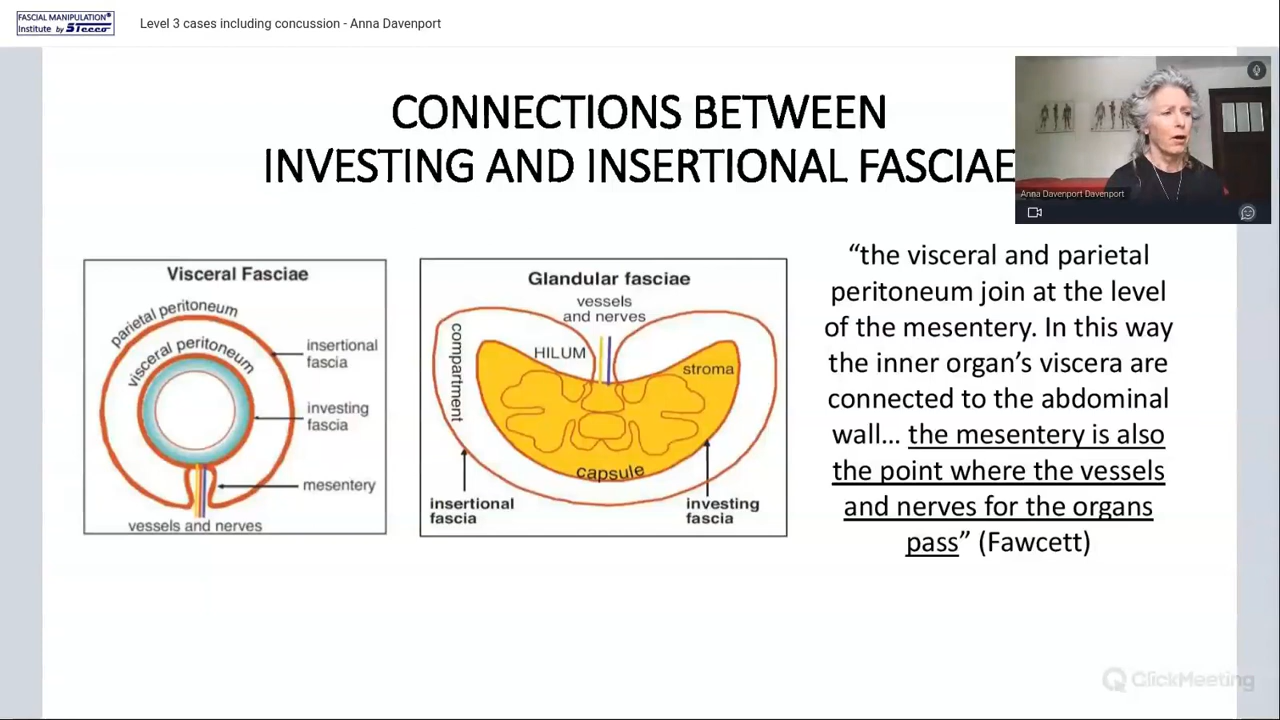 FASCIAL MANIPULATION®
Institute by Stecco
Level 3 cases including concussion - Anna Davenport
CONNECTIONS BETWEEN
INVESTING AND INSERTIONAL FASCIAE
Anna Davenport Davenport
Visceral Fasciae
parietal peritoneum
visceral peritoneum
insertional
fascia
investing
fascia
mesentery
vessels and nerves
Glandular fasciae
vessels
and nerves
compartment
HILUM
stroma
capsule
insertional
fascia
investing
fascia
“the visceral and parietal
peritoneum join at the level
of the mesentery. In this way
the inner organ’s viscera are
connected to the abdominal
wall… the mesentery is also
the point where the vessels
and nerves for the organs
pass” (Fawcett)
ClickMeeting